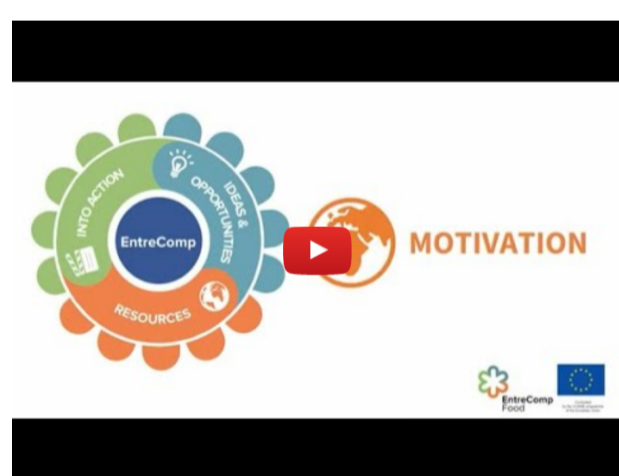 INTO ACTION
IDEAS &
OPPORTUNITIES
EntreComp
RESOURCES
MOTIVATION
EntreComp
Food